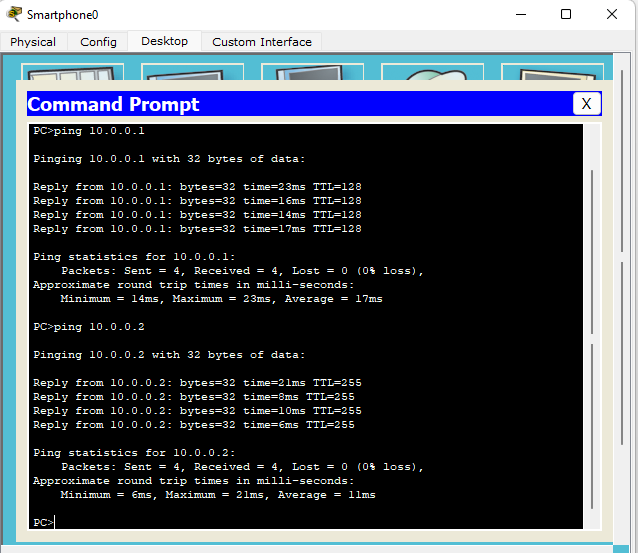 Smartphone0
Physical Config Desktop Custom Interface
Command Prompt X
PC>ping 10.0.0.1
Pinging 10.0.0.1 with 32 bytes of data:
Reply from 10.0.0.1: bytes=32 time=23ms TTL=128
Reply from 10.0.0.1: bytes=32 time=16ms TTL=128
Reply from 10.0.0.1: bytes=32 time=14ms TTL=128
Reply from 10.0.0.1: bytes=32 time=17ms TTL=128
Ping statistics for 10.0.0.1:
Packets: Sent = 4, Received = 4, Lost = 0 (0% loss),
Approximate round trip times in milli-seconds:
Minimum = 14ms, Maximum = 23ms, Average = 17ms
PC>ping 10.0.0.2
Pinging 10.0.0.2 with 32 bytes of data:
Reply from 10.0.0.2: bytes=32 time=21ms TTL=255
Reply from 10.0.0.2: bytes=32 time=8ms TTL=255
Reply from 10.0.0.2: bytes=32 time=10ms TTL=255
Reply from 10.0.0.2: bytes=32 time=6ms TTL=255
Ping statistics for 10.0.0.2:
Packets: Sent = 4, Received = 4, Lost = 0 (0% loss),
Approximate round trip times in milli-seconds:
Minimum = 6ms, Maximum = 21ms, Average = 11ms
PC>